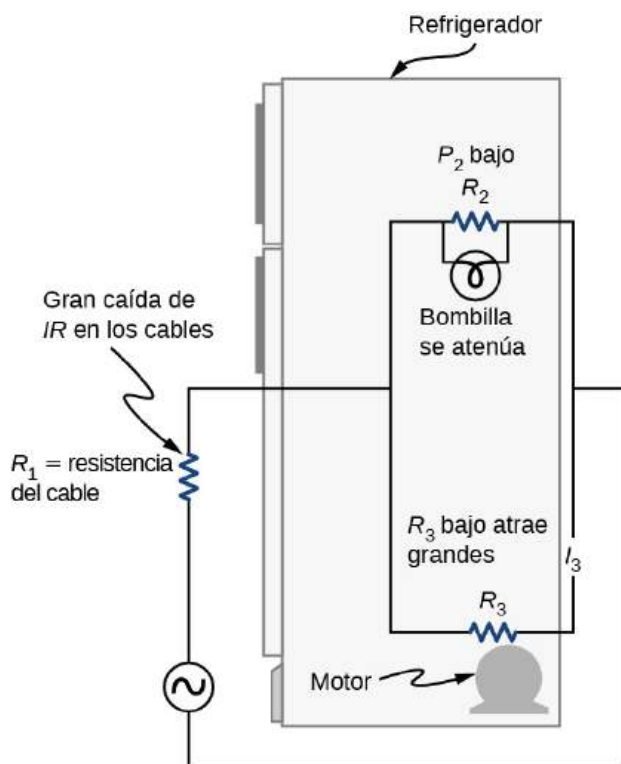 Refrigerador
P2 bajo
R2
Gran caída de
IR en los cables
Bombilla
se atenúa
R1 = resistencia
del cable
R3 bajo atrae
grandes
I3
R3
Motor